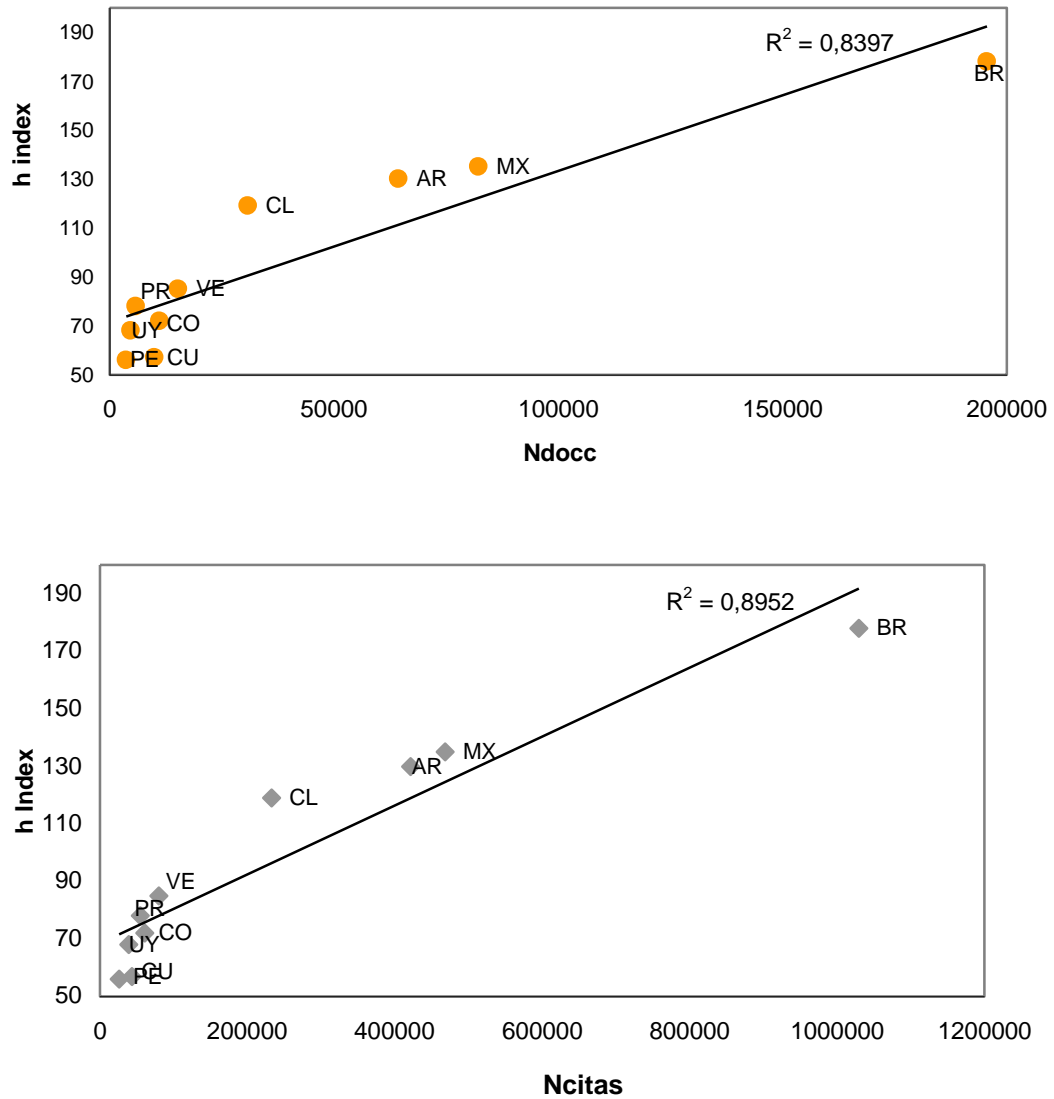 190
R² = 0,8397
170
BR
150
h index
130
AR
MX
CL
110
90
PR
VE
70
UY
CO
PE
CU
50
0
50000
100000
150000
200000
Ndocc
190
R² = 0,8952
170
BR
150
h Index
130
AR
MX
CL
110
90
VE
PR
70
CO
UY
CU
PE
50
0
200000
400000
600000
800000
1000000
1200000
Ncitas